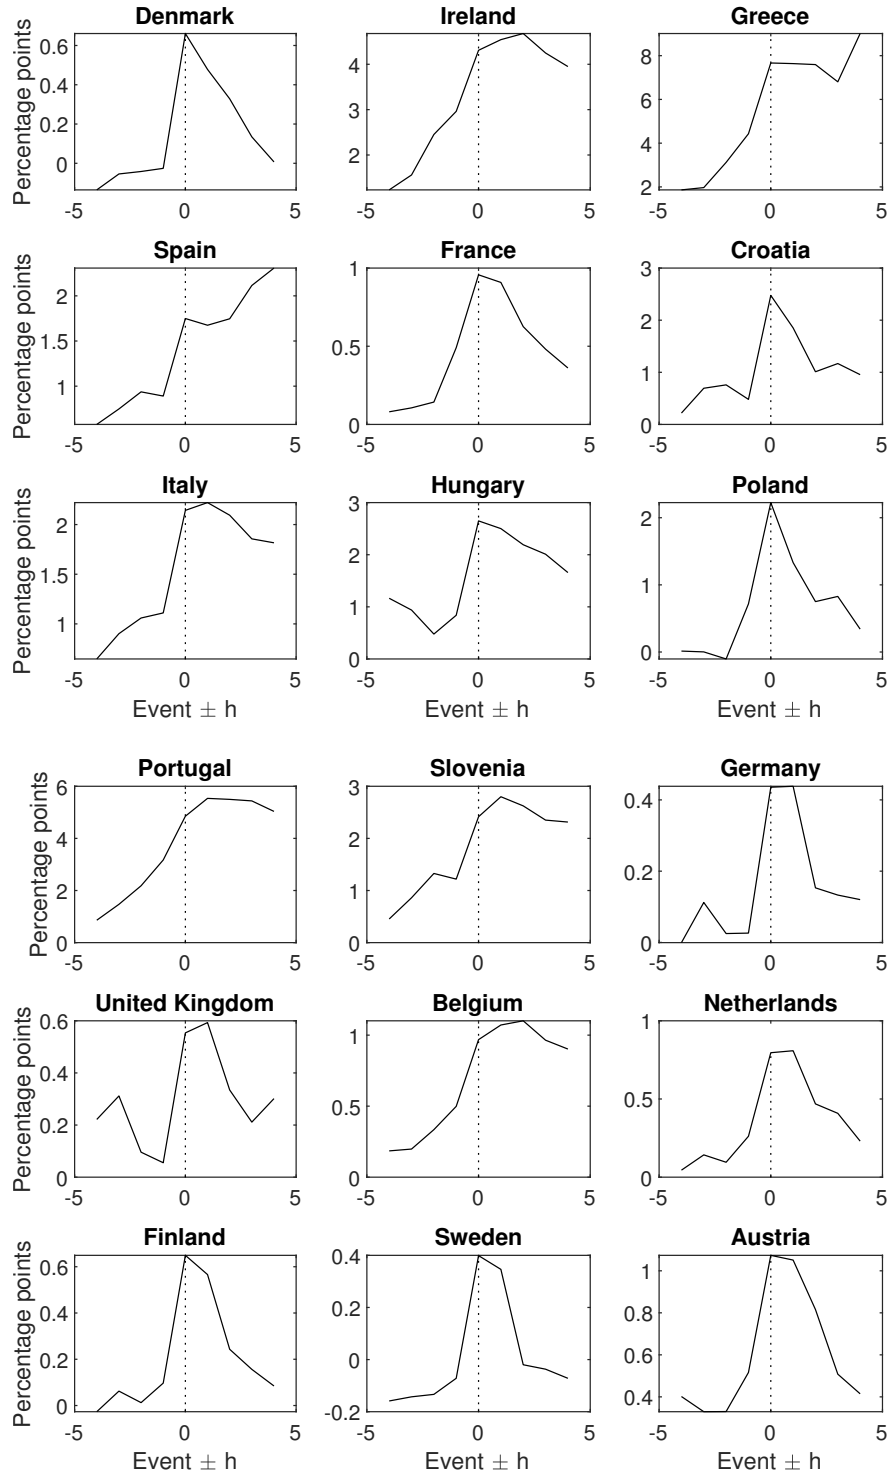 Denmark Ireland Greece
Percentage points
0.6
0.4
0.2
0
-5 0 5
4
3
2
-5 0 5
8
6
4
2
-5 0 5
Spain France Croatia
Percentage points
2
1.5
1
-5 0 5
1
0.5
0
-5 0 5
3
2
1
0
-5 0 5
Italy Hungary Poland
Percentage points
2
1.5
1
-5 0 5
Event ± h
3
2
1
0
-5 0 5
Event ± h
2
1
0
-5 0 5
Event ± h
Portugal Slovenia Germany
Percentage points
6
4
2
0
-5 0 5
3
2
1
0
-5 0 5
0.4
0.2
0
-5 0 5
United Kingdom Belgium Netherlands
Percentage points
0.6
0.4
0.2
0
-5 0 5
1
0.5
0
-5 0 5
1
0.5
0
-5 0 5
Finland Sweden Austria
Percentage points
0.6
0.4
0.2
0
-5 0 5
Event ± h
0.4
0.2
0
-0.2
-5 0 5
Event ± h
1
0.8
0.6
0.4
-5 0 5
Event ± h